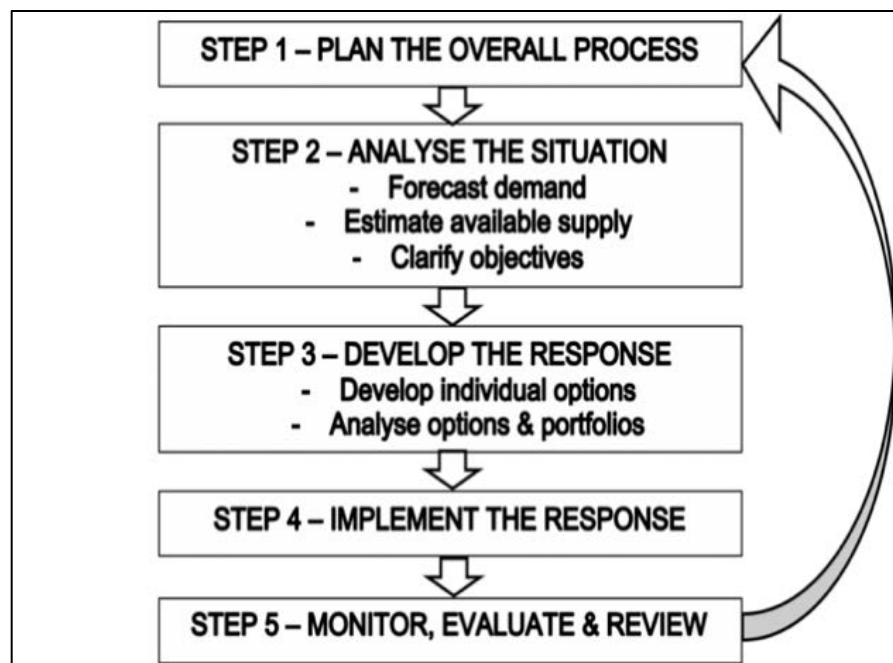 STEP 1 – PLAN THE OVERALL PROCESS
STEP 2 – ANALYSE THE SITUATION
- Forecast demand
- Estimate available supply
- Clarify objectives
STEP 3 – DEVELOP THE RESPONSE
- Develop individual options
- Analyse options & portfolios
STEP 4 – IMPLEMENT THE RESPONSE
STEP 5 – MONITOR, EVALUATE & REVIEW